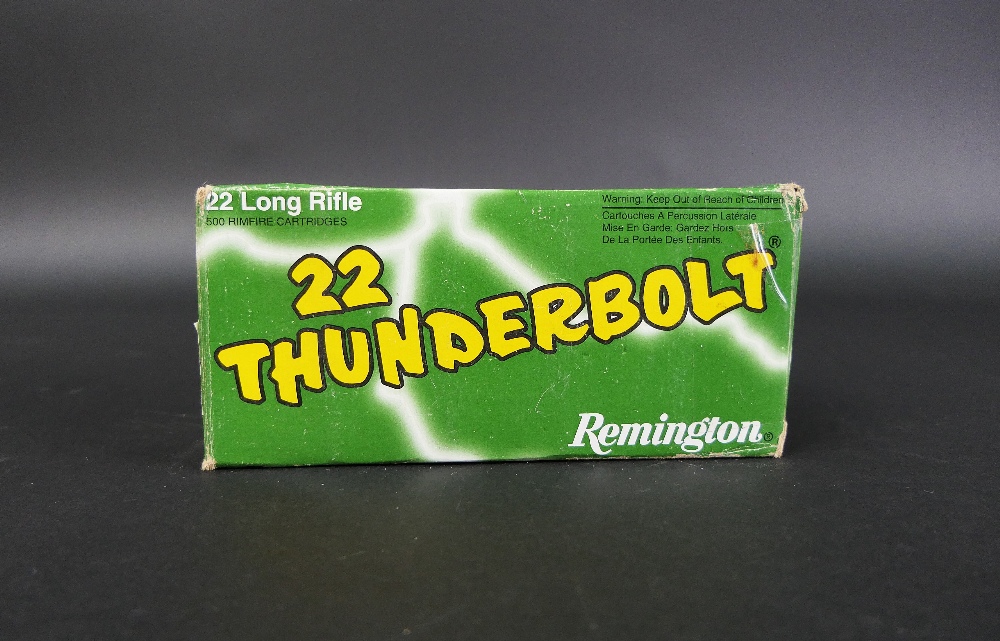 22 Long Rifle
500 RIMFIRE CARTRIDGES
Warning: Keep Out of Reach of Children
Cartouches A Percussion Latérale
Mise En Garde: Gardez Hors
De La Portée Des Enfants.
22
THUNDERBOLT®
Remington®